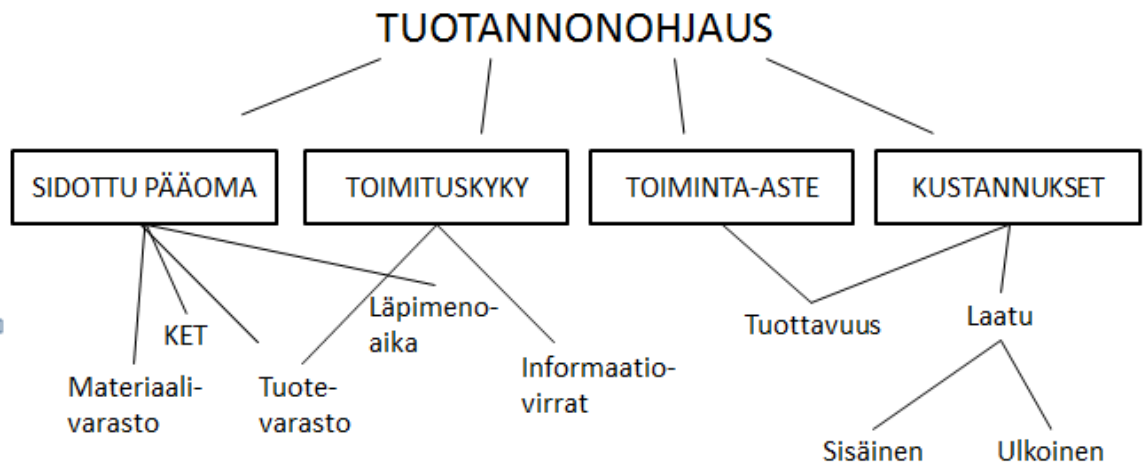 TUOTANNONOHJAUS
SIDOTTU PÄÄOMA
TOIMITUSKYKY
TOIMINTA-ASTE
KUSTANNUKSET
KET
Läpimeno-
aika
Tuottavuus
Laatu
Materiaali-
varasto
Tuote-
varasto
Informaatio-
virrat
Sisäinen
Ulkoinen